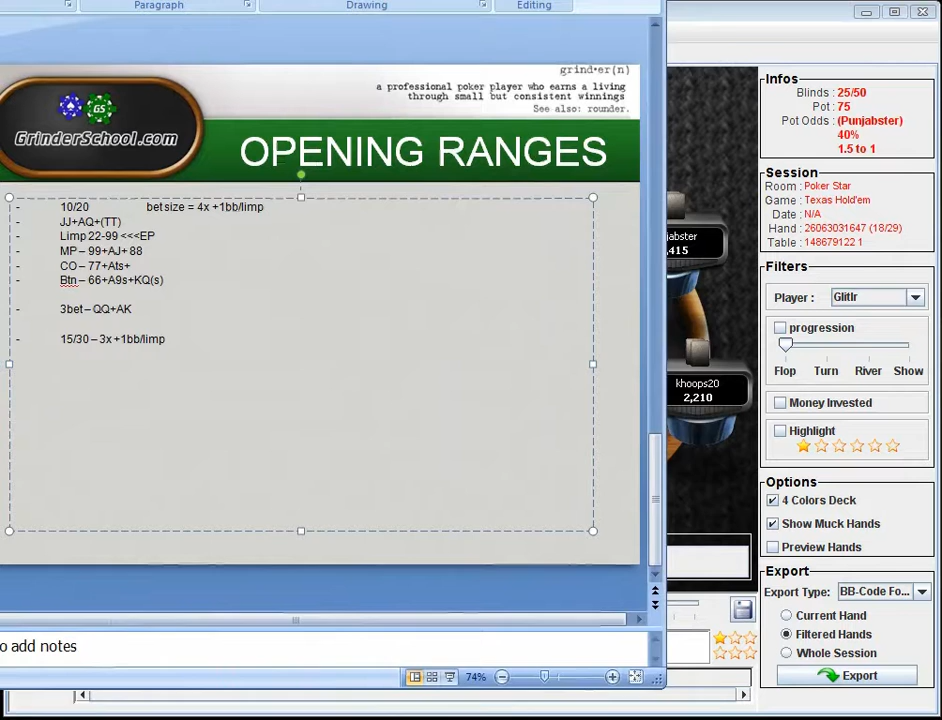 Paragraph
Drawing
Editing
grind•er(n)
a professional poker player who earns a living
through small but consistent winnings
See also: rounder.
GS
GrinderSchool.com
OPENING RANGES
- 10/20 bet size = 4x +1bb/limp
- JJ+AQ+(TT)
- Limp 22-99 <<<EP
- MP – 99+AJ+ 88
- CO – 77+Ats+
- Btn – 66+A9s+KQ(s)
- 3bet – QQ+AK
- 15/30 – 3x +1bb/limp
o add notes
74%
jabster
,415
khoops20
2,210
Infos
Blinds: 25/50
Pot: 75
Pot Odds: (Punjabster)
40%
1.5 to 1
Session
Room: Poker Star
Game: Texas Hold'em
Date: N/A
Hand: 26063031647 (18/29)
Table: 148679122 1
Filters
Player: Glitlr
progression
Flop Turn River Show
Money Invested
Highlight
Options
4 Colors Deck
Show Muck Hands
Preview Hands
Export
Export Type: BB-Code Fo...
Current Hand
Filtered Hands
Whole Session
Export